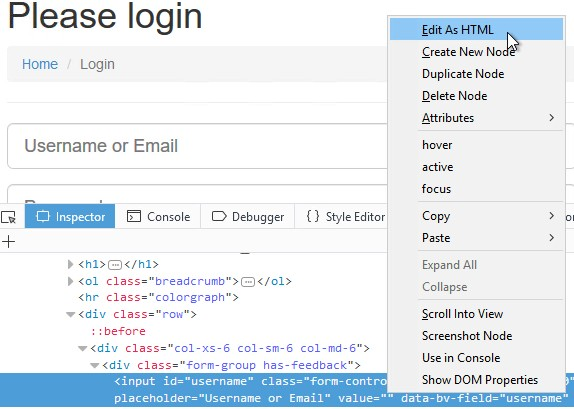 Please login
Home / Login
Username or Email
Edit As HTML
Create New Node
Duplicate Node
Delete Node
Attributes
hover
active
focus
Copy
Paste
Expand All
Collapse
Scroll Into View
Screenshot Node
Use in Console
Show DOM Properties
Inspector Console Debugger { } Style Editor
+
<h1></h1>
<ol class="breadcrumb"></ol>
<hr class="colorgraph">
<div class="row">
::before
<div class="col-xs-6 col-sm-6 col-md-6">
<div class="form-group has-feedback">
<input id="username" class="form-contro
placeholder="Username or Email" value="" data-bv-field="username"